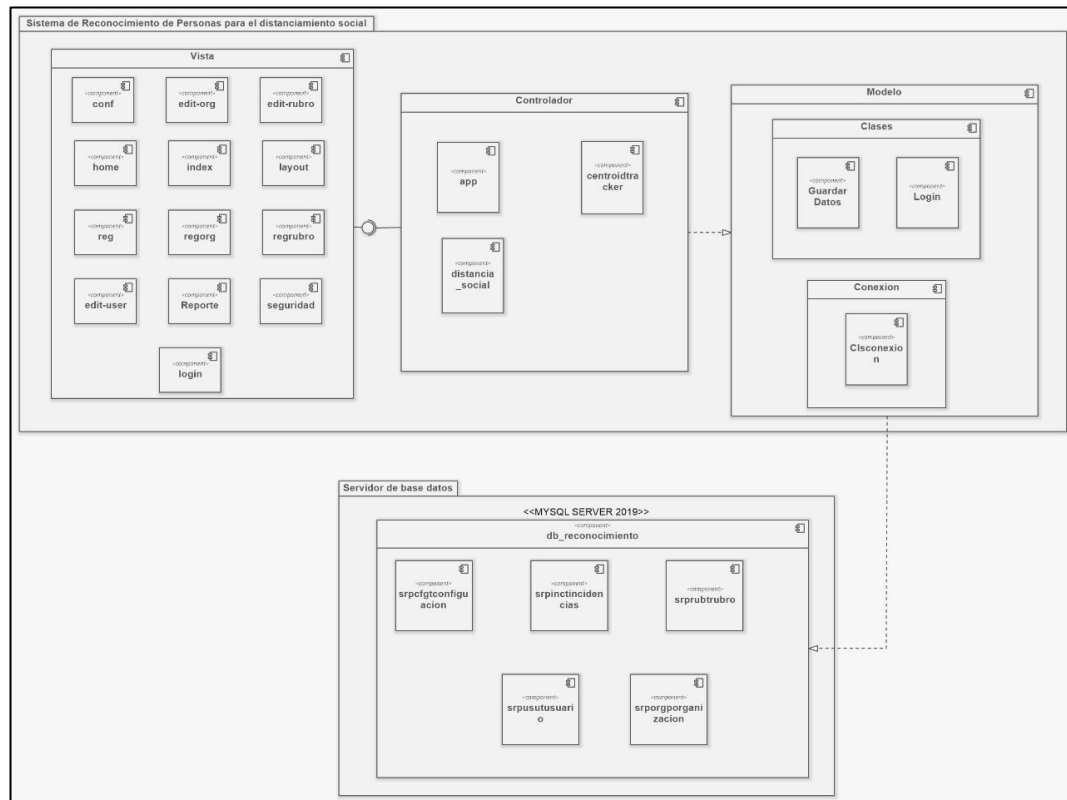 Sistema de Reconocimiento de Personas para el distanciamiento social
Vista
«component»
conf
«component»
edit-org
«component»
edit-rubro
«component»
home
«component»
index
«component»
layout
«component»
reg
«component»
regorg
«component»
regrubro
«component»
edit-user
«component»
Reporte
«component»
seguridad
«component»
login
Controlador
«component»
app
«component»
centroidtra
cker
«component»
distancia
_social
Modelo
Clases
«component»
Guardar
Datos
«component»
Login
Conexion
«component»
Clsconexio
n
Servidor de base datos
<<MYSQL SERVER 2019>>
«component»
db_reconocimiento
«component»
srpcfgtconfigu
acion
«component»
srpinctinciden
cias
«component»
srprubtrubro
«component»
srpusutusuari
o
«component»
srporgporgani
zacion